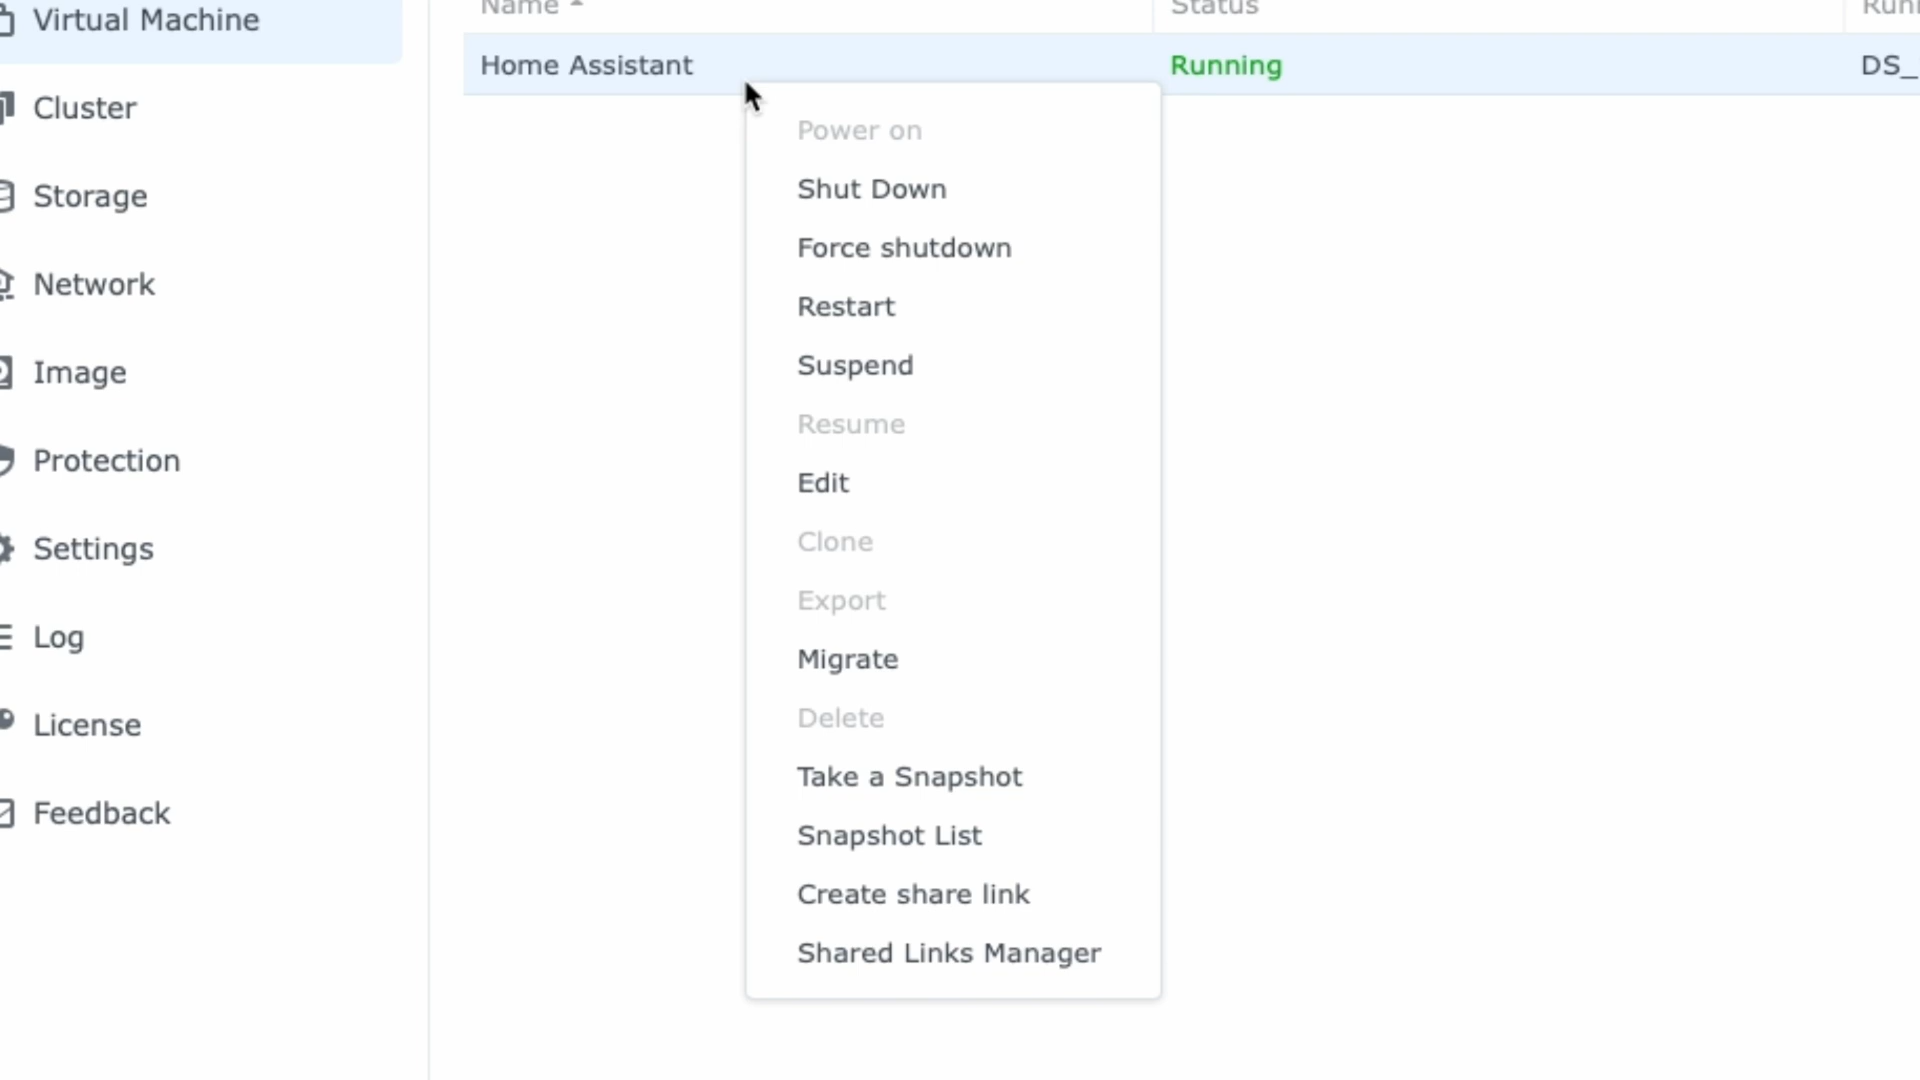 Virtual Machine
Cluster
Storage
Network
Image
Protection
Settings
Log
License
Feedback
Name Status
Home Assistant Running DS_
Power on
Shut Down
Force shutdown
Restart
Suspend
Resume
Edit
Clone
Export
Migrate
Delete
Take a Snapshot
Snapshot List
Create share link
Shared Links Manager